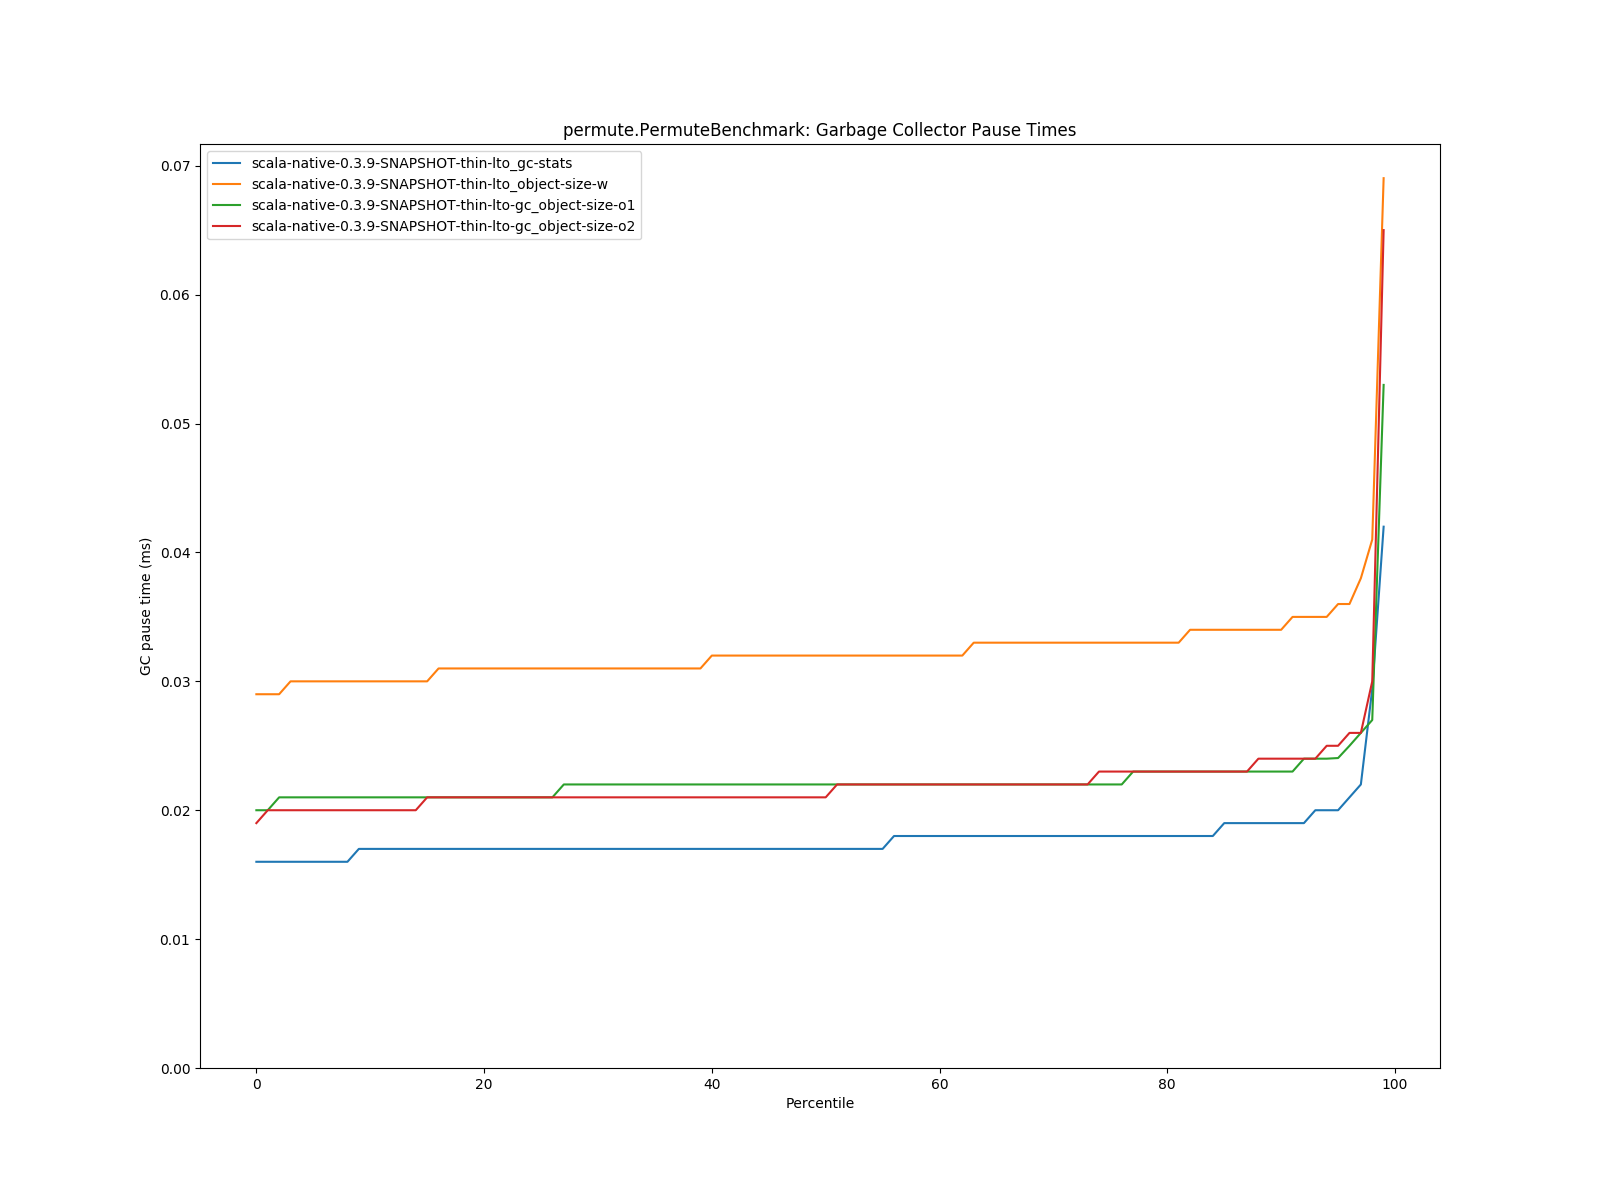 permute.PermuteBenchmark: Garbage Collector Pause Times
scala-native-0.3.9-SNAPSHOT-thin-lto_gc-stats
scala-native-0.3.9-SNAPSHOT-thin-lto_object-size-w
scala-native-0.3.9-SNAPSHOT-thin-lto-gc_object-size-o1
scala-native-0.3.9-SNAPSHOT-thin-lto-gc_object-size-o2
GC pause time (ms)
0.07
0.06
0.05
0.04
0.03
0.02
0.01
0.00
0 20 40 60 80 100
Percentile